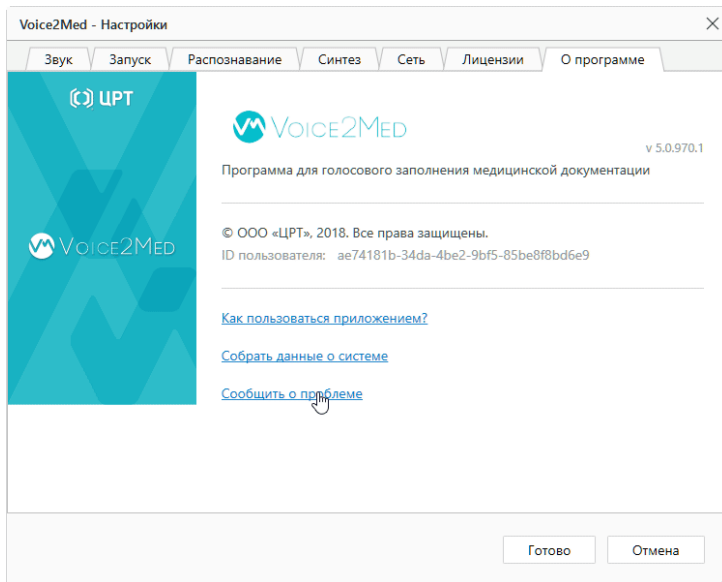 Voice2Med - Настройки
Звук Запуск Распознавание Синтез Сеть Лицензии О программе
ЦРТ
VOICE2MED
v 5.0.970.1
Программа для голосового заполнения медицинской документации
© ООО «ЦРТ», 2018. Все права защищены.
VOICE2MED
ID пользователя: ae74181b-34da-4be2-9bf5-85be8f8bd6e9
Как пользоваться приложением?
Собрать данные о системе
Сообщить о проблеме
Готово Отмена